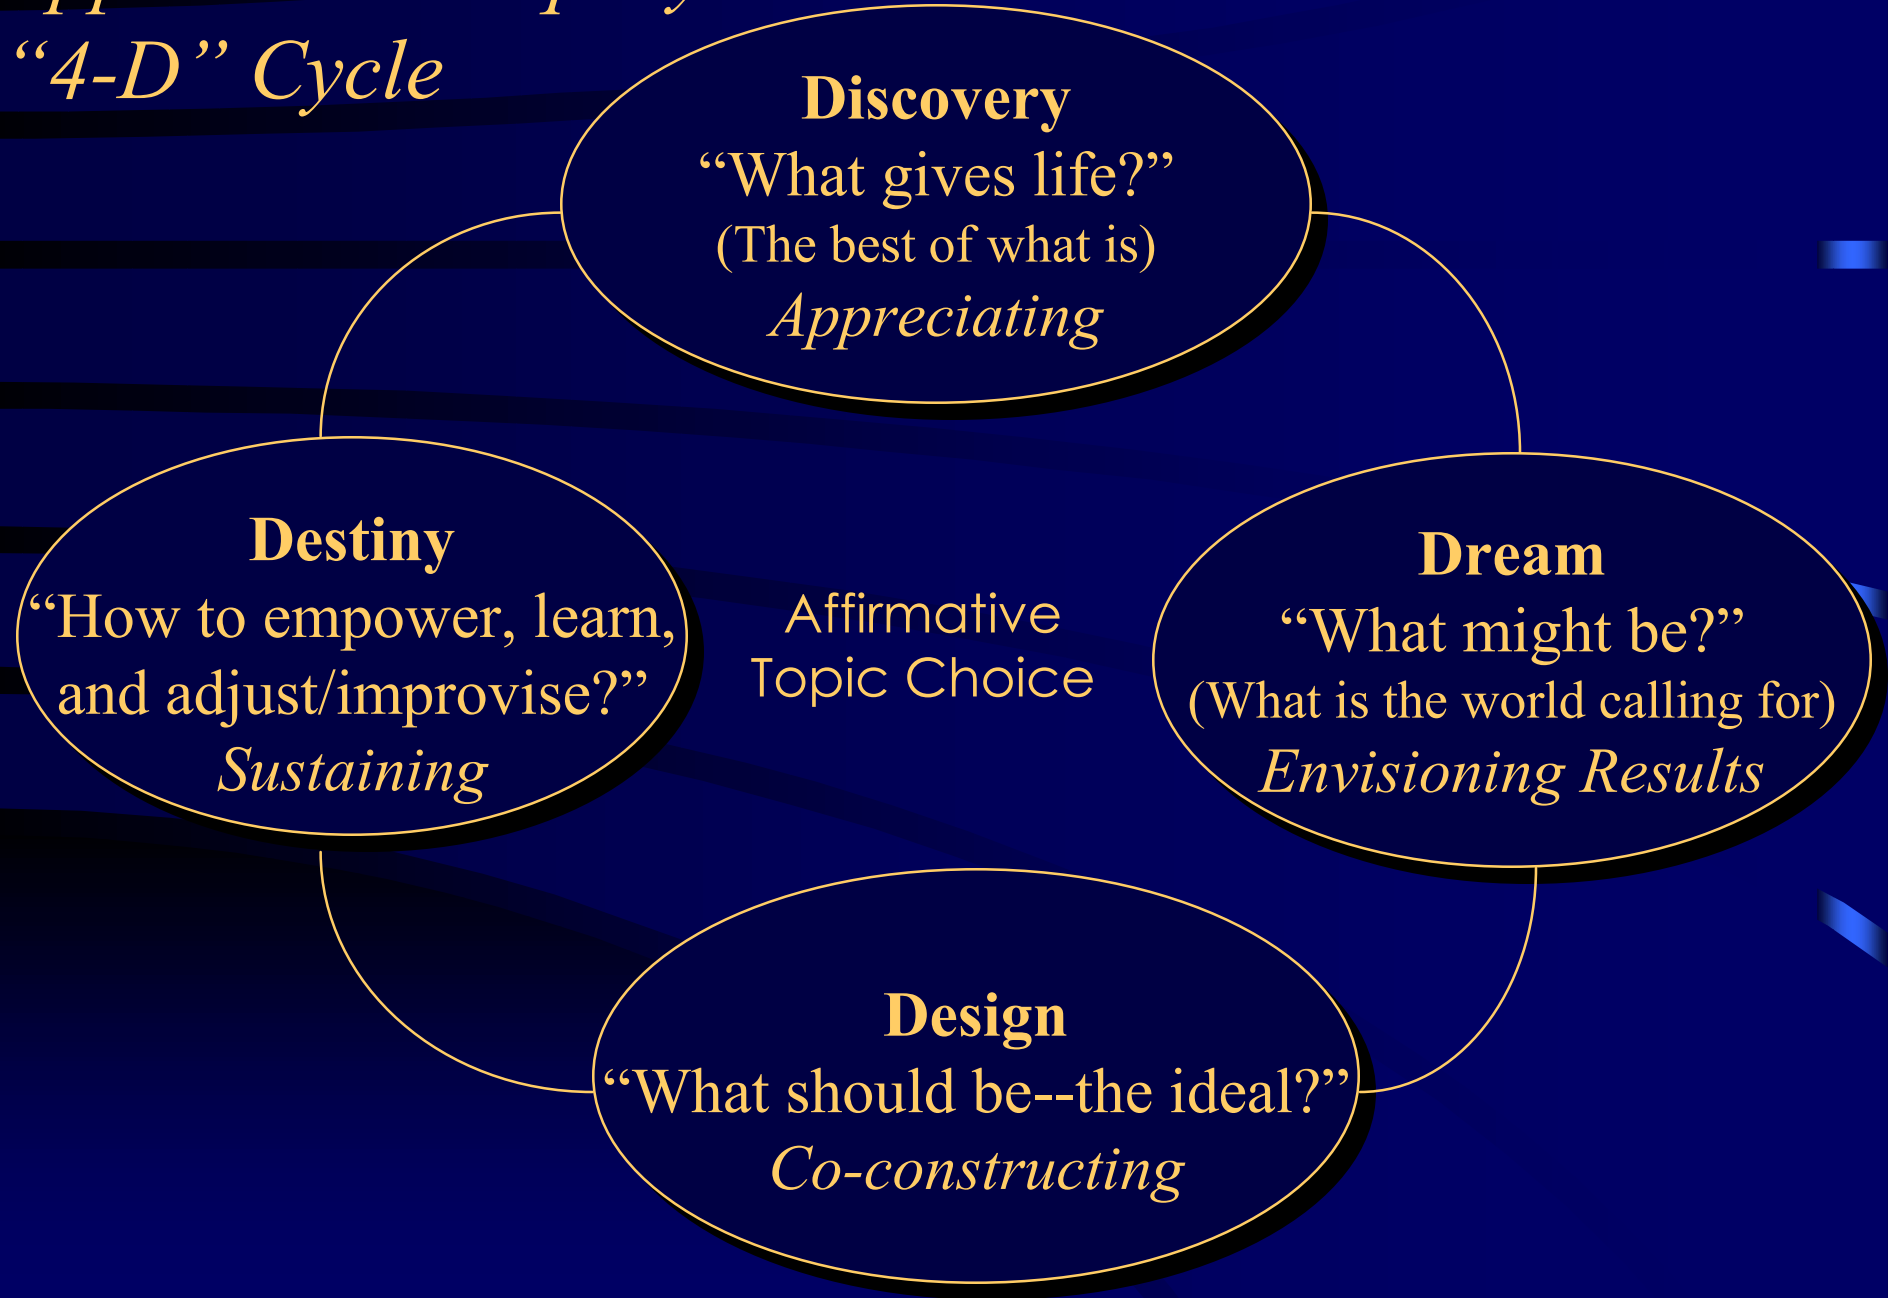 “4-D” Cycle
Discovery
“What gives life?”
(The best of what is)
Appreciating
Destiny
“How to empower, learn,
and adjust/improvise?”
Sustaining
Affirmative
Topic Choice
Dream
“What might be?”
(What is the world calling for)
Envisioning Results
Design
“What should be--the ideal?”
Co-constructing